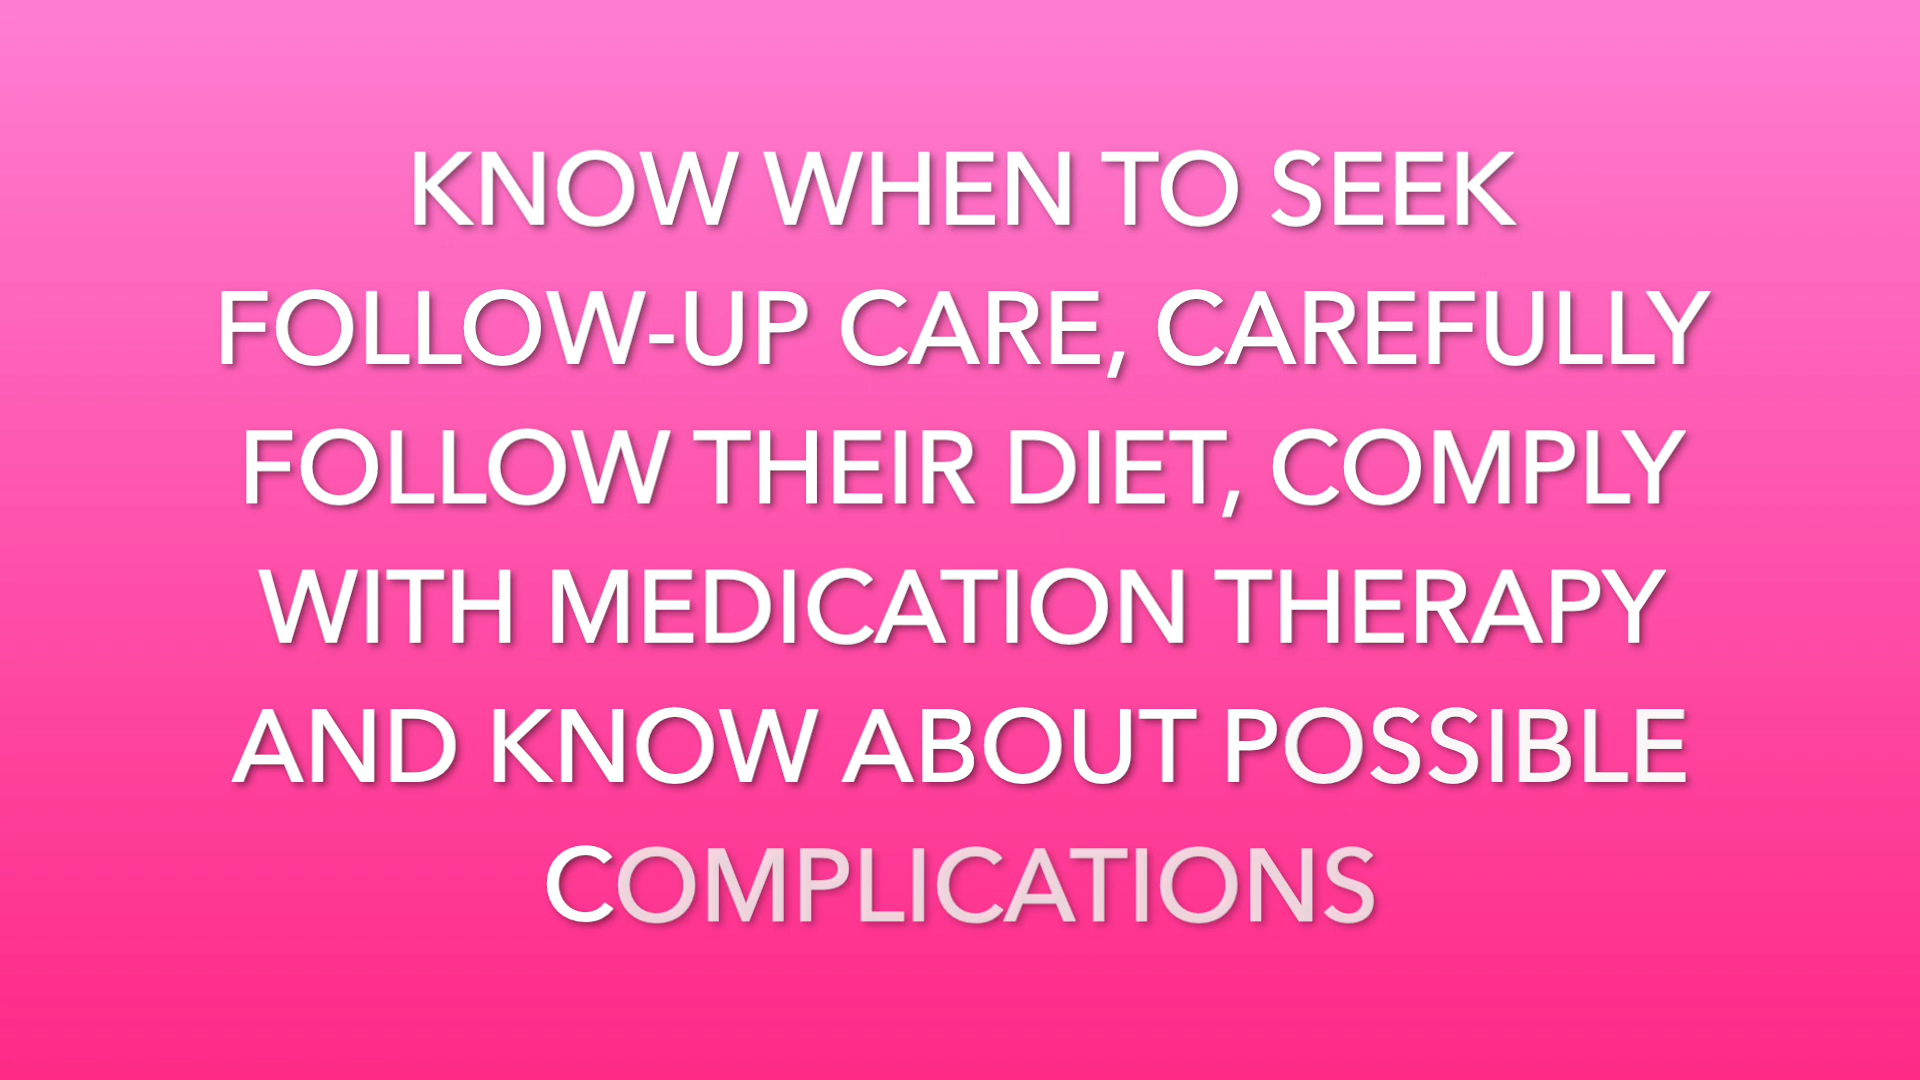 KNOW WHEN TO SEEK
FOLLOW-UP CARE, CAREFULLY
FOLLOW THEIR DIET, COMPLY
WITH MEDICATION THERAPY
AND KNOW ABOUT POSSIBLE
COMPLICATIONS